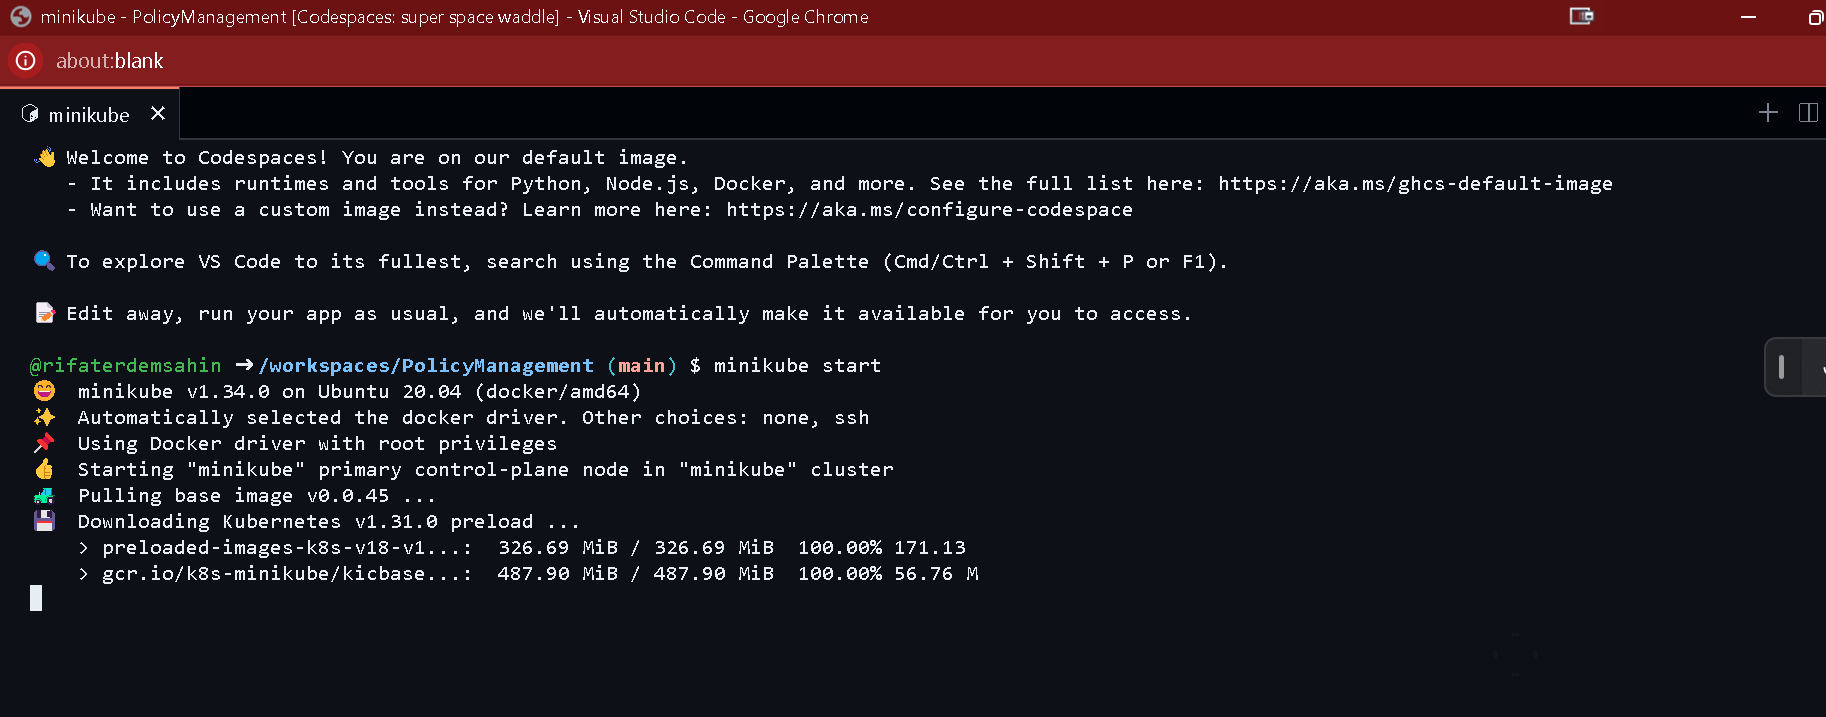 minikube - PolicyManagement [Codespaces: super space waddle] - Visual Studio Code - Google Chrome
about:blank
minikube
👋 Welcome to Codespaces! You are on our default image.
- It includes runtimes and tools for Python, Node.js, Docker, and more. See the full list here: https://aka.ms/ghcs-default-image
- Want to use a custom image instead? Learn more here: https://aka.ms/configure-codespace
🔍 To explore VS Code to its fullest, search using the Command Palette (Cmd/Ctrl + Shift + P or F1).
📝 Edit away, run your app as usual, and we'll automatically make it available for you to access.
@rifaterdemsahin ➜ /workspaces/PolicyManagement (main) $ minikube start
😄 minikube v1.34.0 on Ubuntu 20.04 (docker/amd64)
✨ Automatically selected the docker driver. Other choices: none, ssh
📌 Using Docker driver with root privileges
👍 Starting "minikube" primary control-plane node in "minikube" cluster
🚜 Pulling base image v0.0.45 ...
💾 Downloading Kubernetes v1.31.0 preload ...
> preloaded-images-k8s-v18-v1...: 326.69 MiB / 326.69 MiB 100.00% 171.13
> gcr.io/k8s-minikube/kicbase...: 487.90 MiB / 487.90 MiB 100.00% 56.76 M